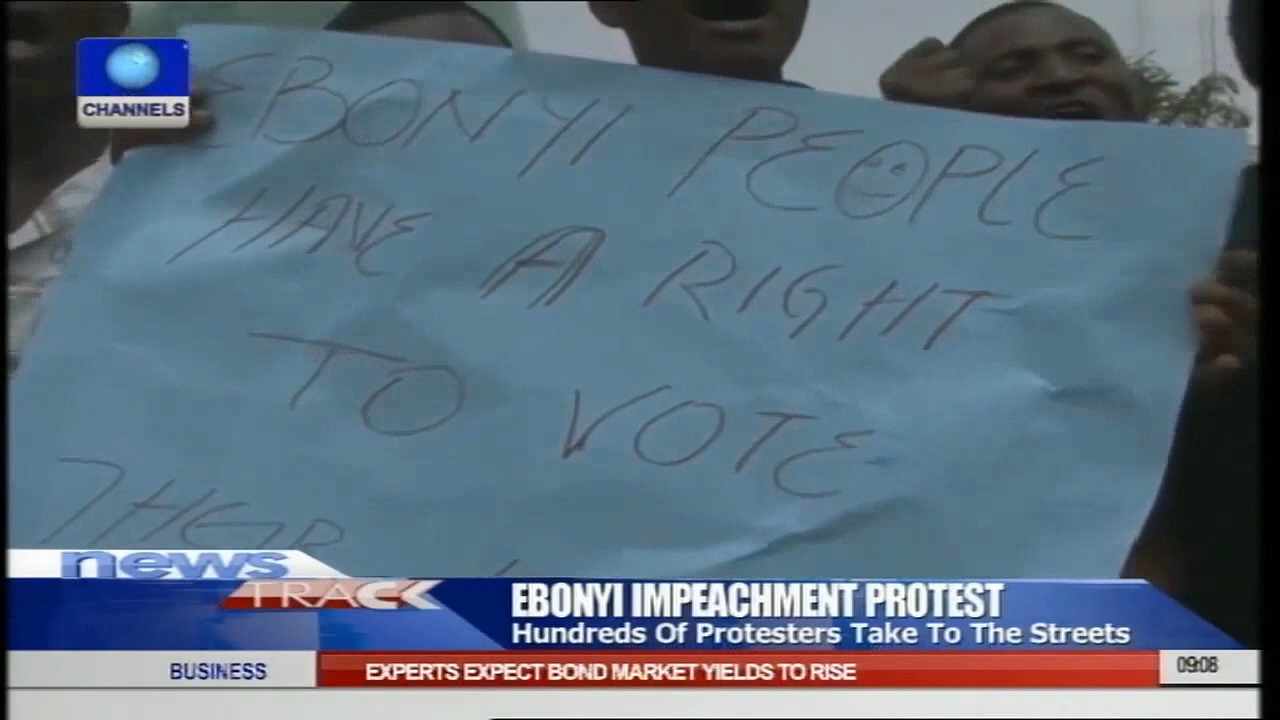 CHANNELS
EBONYI PEOPLE
HAVE A RIGHT
TO VOTE
news
TRACK
EBONYI IMPEACHMENT PROTEST
Hundreds Of Protesters Take To The Streets
BUSINESS
EXPERTS EXPECT BOND MARKET YIELDS TO RISE
09:08